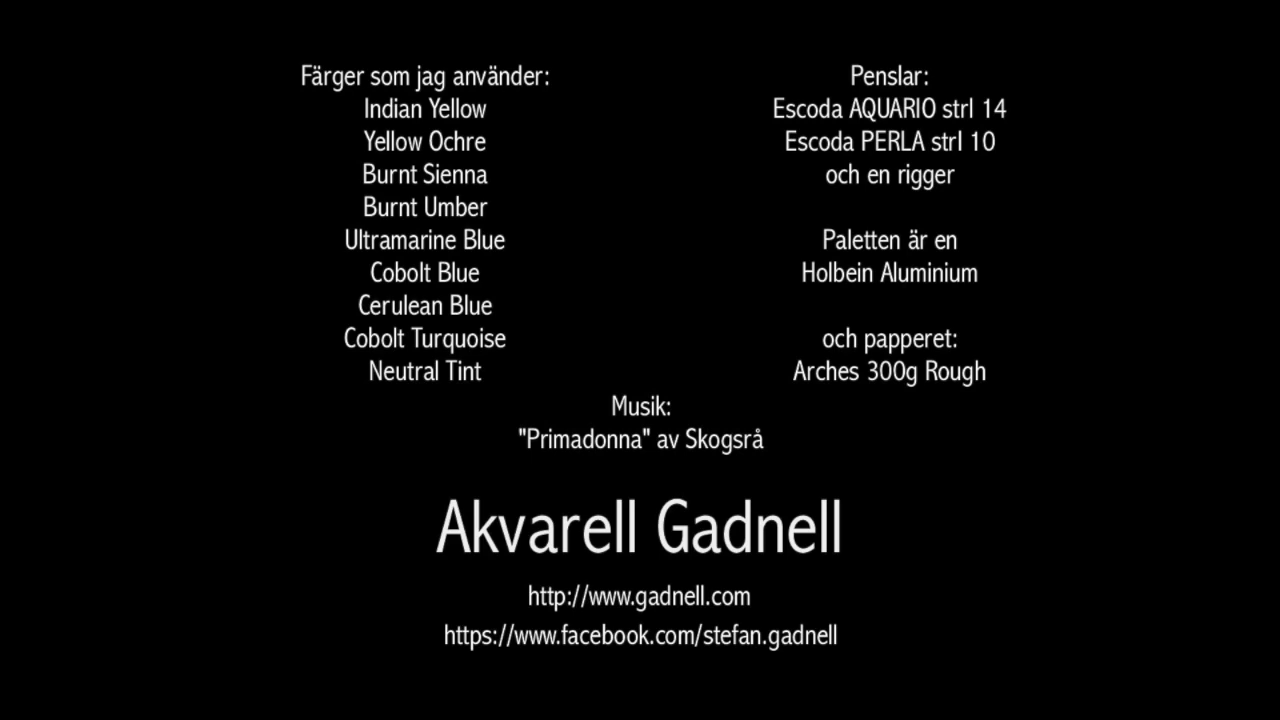 Färger som jag använder:
Indian Yellow
Yellow Ochre
Burnt Sienna
Burnt Umber
Ultramarine Blue
Cobolt Blue
Cerulean Blue
Cobolt Turquoise
Neutral Tint
Penslar:
Escoda AQUARIO strl 14
Escoda PERLA strl 10
och en rigger
Paletten är en
Holbein Aluminium
och papperet:
Arches 300g Rough
Musik:
"Primadonna" av Skogsrå
Akvarell Gadnell
http://www.gadnell.com
https://www.facebook.com/stefan.gadnell